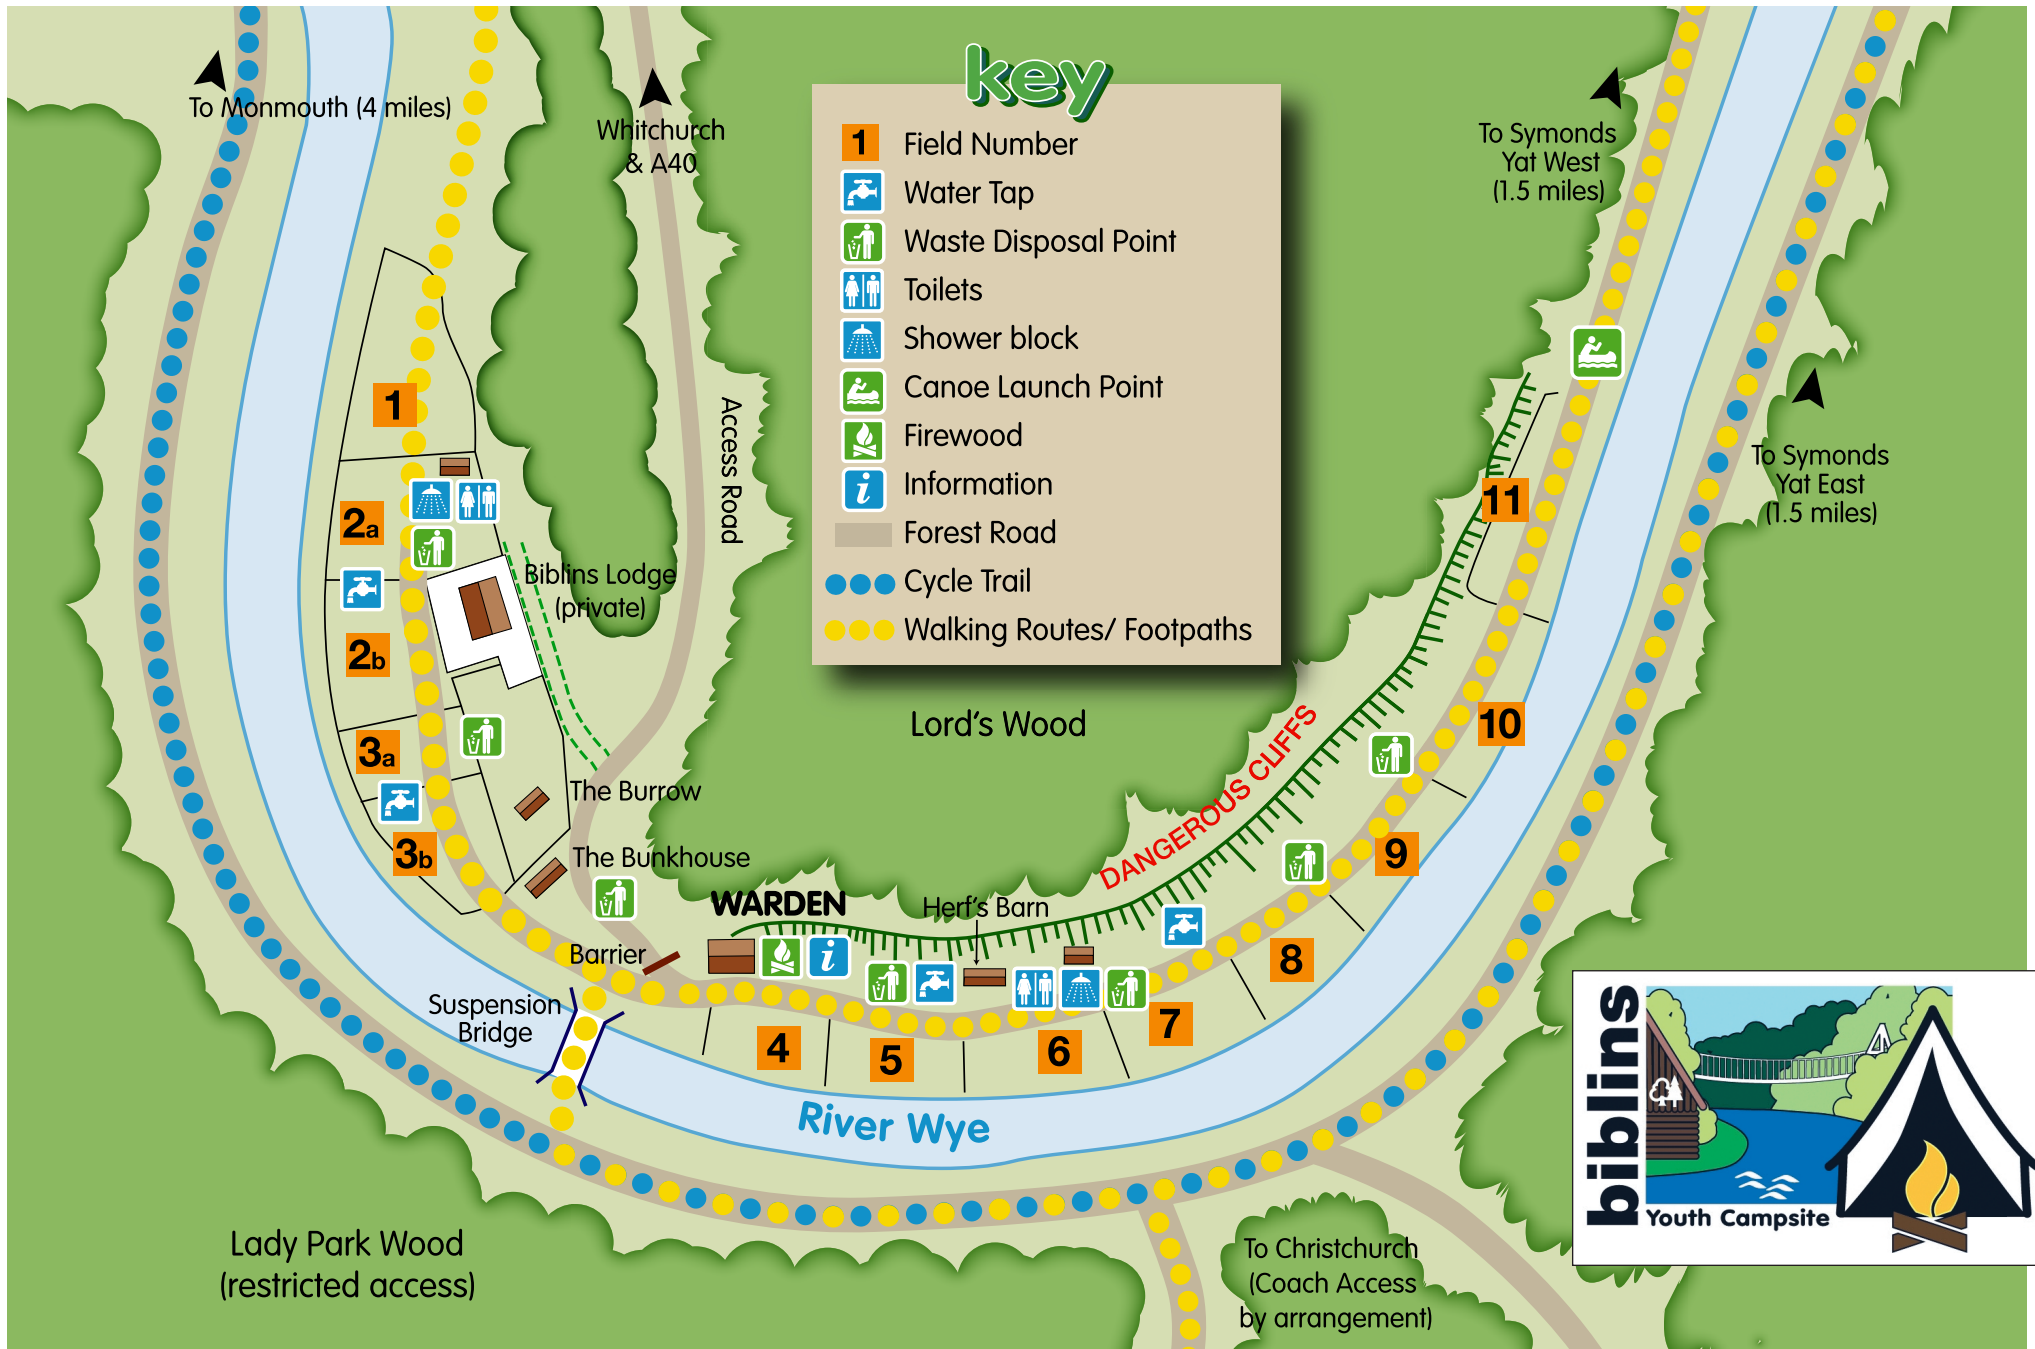 key
1 Field Number
Water Tap
Waste Disposal Point
Toilets
Shower block
Canoe Launch Point
Firewood
i Information
Forest Road
Cycle Trail
Walking Routes/ Footpaths
To Monmouth (4 miles)
Whitchurch
& A40
To Symonds
Yat West
(1.5 miles)
Access Road
1
2a
2b
3a
3b
Biblins Lodge
(private)
The Burrow
The Bunkhouse
Barrier
Suspension
Bridge
WARDEN
i
Herf's Barn
Lord's Wood
DANGEROUS CLIFFS
4
5
6
7
8
9
10
11
To Symonds
Yat East
(1.5 miles)
River Wye
Lady Park Wood
(restricted access)
To Christchurch
(Coach Access
by arrangement)
biblins
Youth Campsite